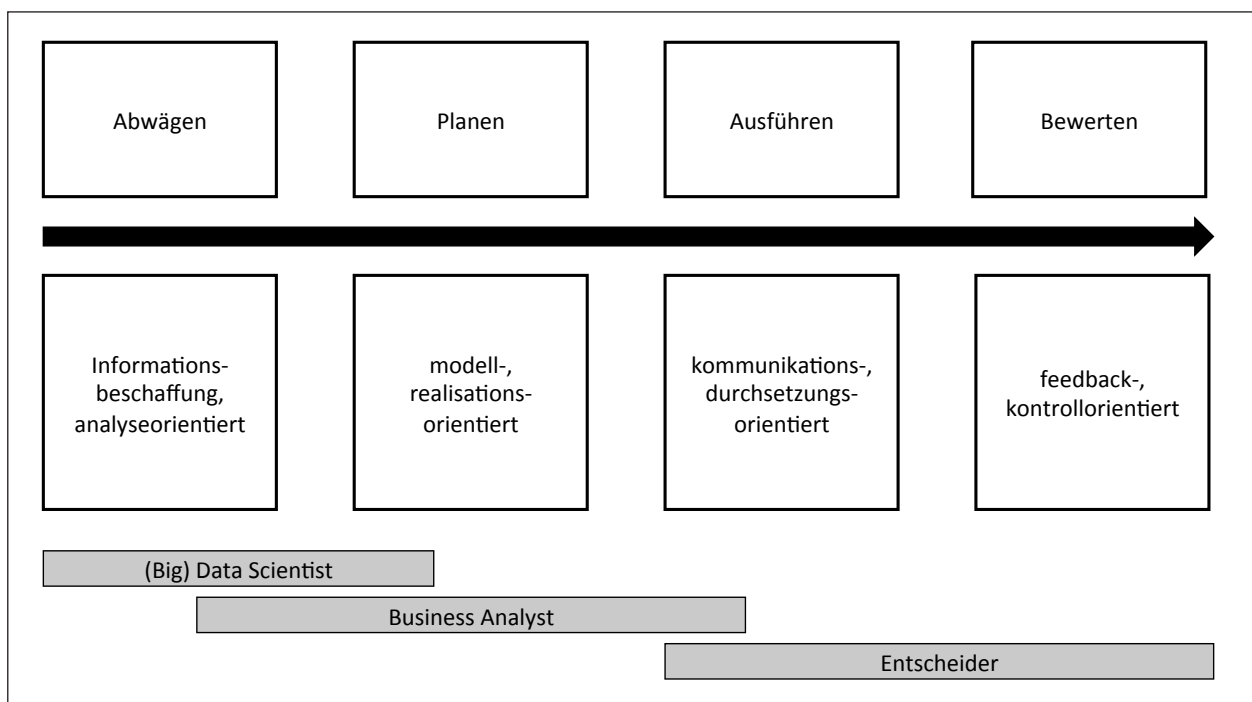 Abwägen
Planen
Ausführen
Bewerten
Informations-
beschaffung,
analyseorientiert
modell-,
realisations-
orientiert
kommunikations-,
durchsetzungs-
orientiert
feedback-,
kontrollorientiert
(Big) Data Scientist
Business Analyst
Entscheider